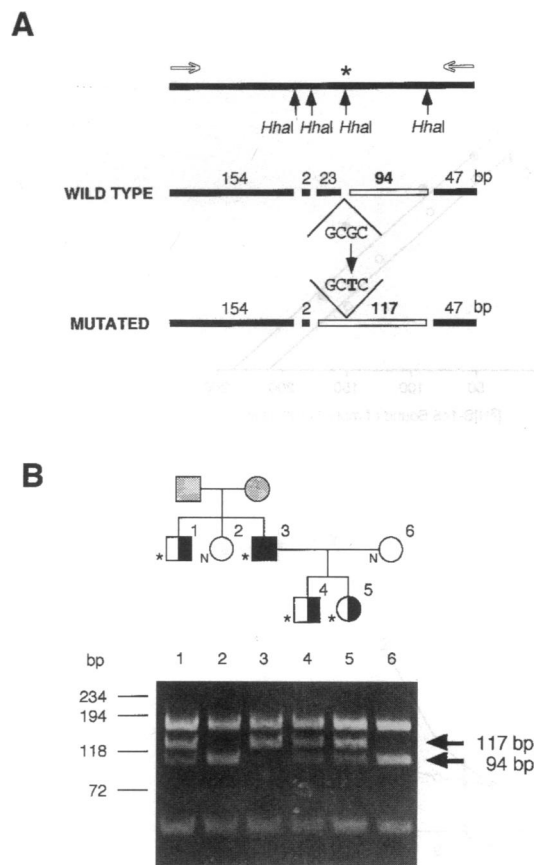 A
*
HhaI HhaI HhaI HhaI
154 2 23 94 47 bp
WILD TYPE
GCGC
GCTC
154 2 117 47 bp
MUTATED
B
1 2 3 6
* N * N
4 5
* *
bp 1 2 3 4 5 6
234
194
117 bp
118
94 bp
72